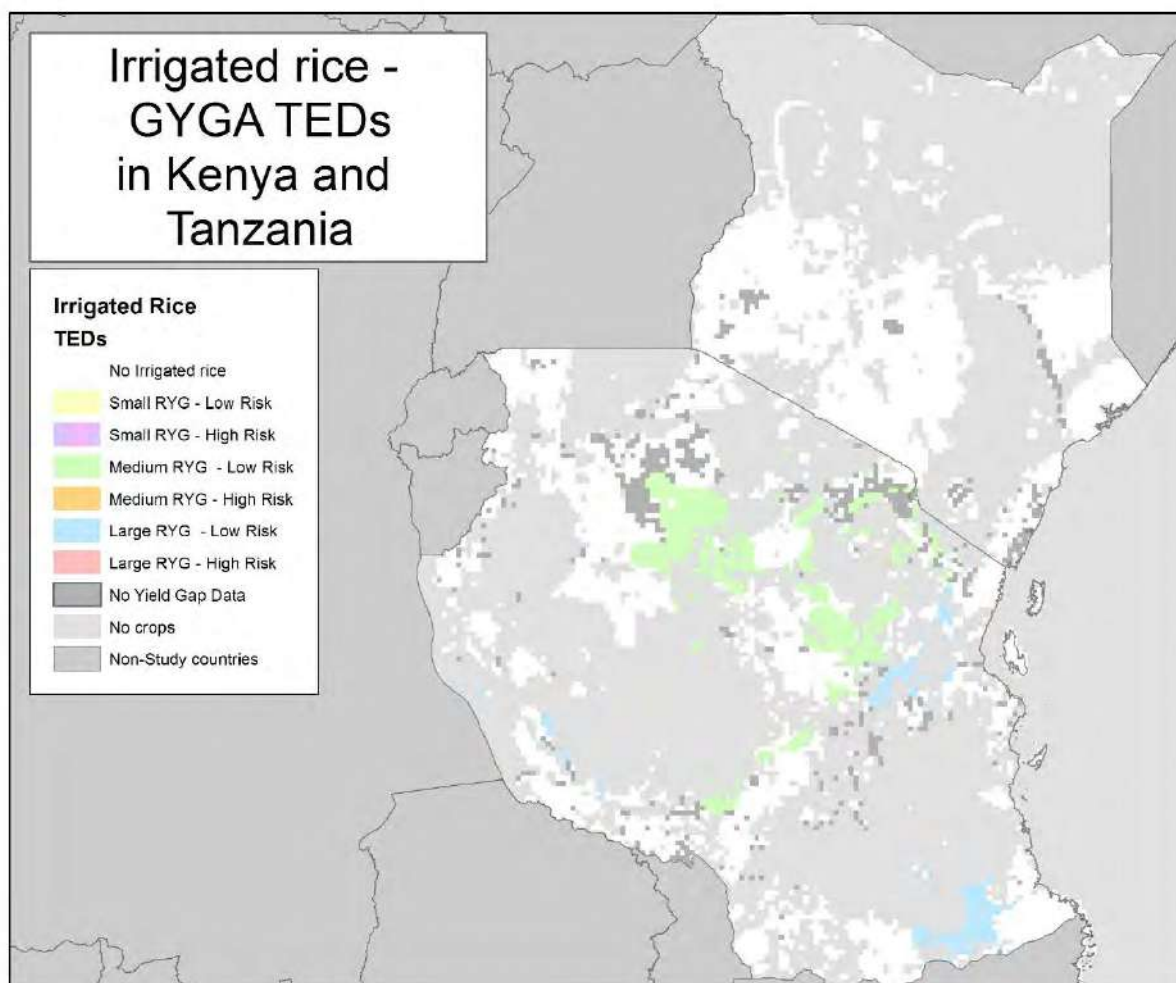 Irrigated rice -
GYGA TEDs
in Kenya and
Tanzania
Irrigated Rice
TEDs
No Irrigated rice
Small RYG - Low Risk
Small RYG - High Risk
Medium RYG - Low Risk
Medium RYG - High Risk
Large RYG - Low Risk
Large RYG - High Risk
No Yield Gap Data
No crops
Non-Study countries